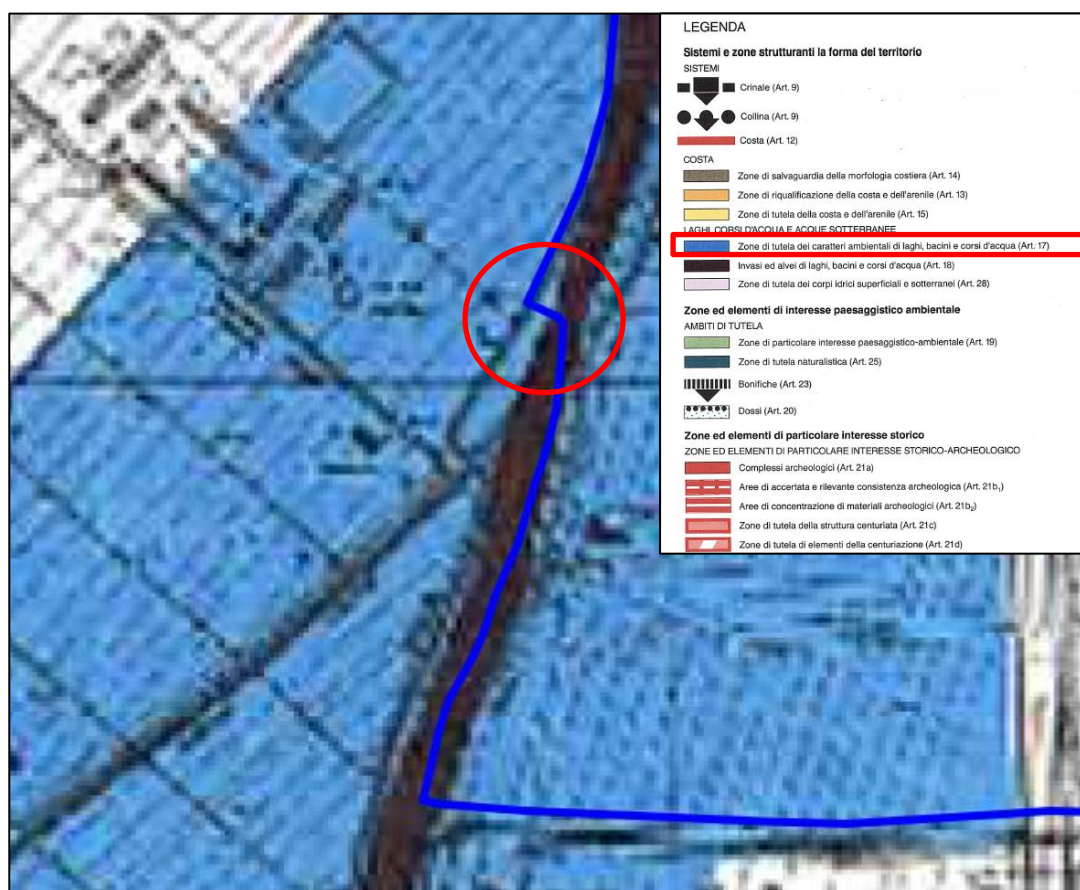 LEGENDA
Sistemi e zone strutturanti la forma del territorio
SISTEMI
Crinale (Art. 9)
Collina (Art. 9)
Costa (Art. 12)
COSTA
Zone di salvaguardia della morfologia costiera (Art. 14)
Zone di riqualificazione della costa e dell'arenile (Art. 13)
Zone di tutela della costa e dell'arenile (Art. 15)
LAGHI, CORSI D'ACQUA E ACQUE SOTTERRANEE
Zone di tutela dei caratteri ambientali di laghi, bacini e corsi d'acqua (Art. 17)
Invasi ed alvei di laghi, bacini e corsi d'acqua (Art. 18)
Zone di tutela dei corpi idrici superficiali e sotterranei (Art. 28)
Zone ed elementi di interesse paesaggistico ambientale
AMBITI DI TUTELA
Zone di particolare interesse paesaggistico-ambientale (Art. 19)
Zone di tutela naturalistica (Art. 25)
Bonifiche (Art. 23)
Dossi (Art. 20)
Zone ed elementi di particolare interesse storico
ZONE ED ELEMENTI DI PARTICOLARE INTERESSE STORICO-ARCHEOLOGICO
Complessi archeologici (Art. 21a)
Aree di accertata e rilevante consistenza archeologica (Art. 21b₁)
Aree di concentrazione di materiali archeologici (Art. 21b₂)
Zone di tutela della struttura centuriata (Art. 21c)
Zone di tutela di elementi della centuriazione (Art. 21d)